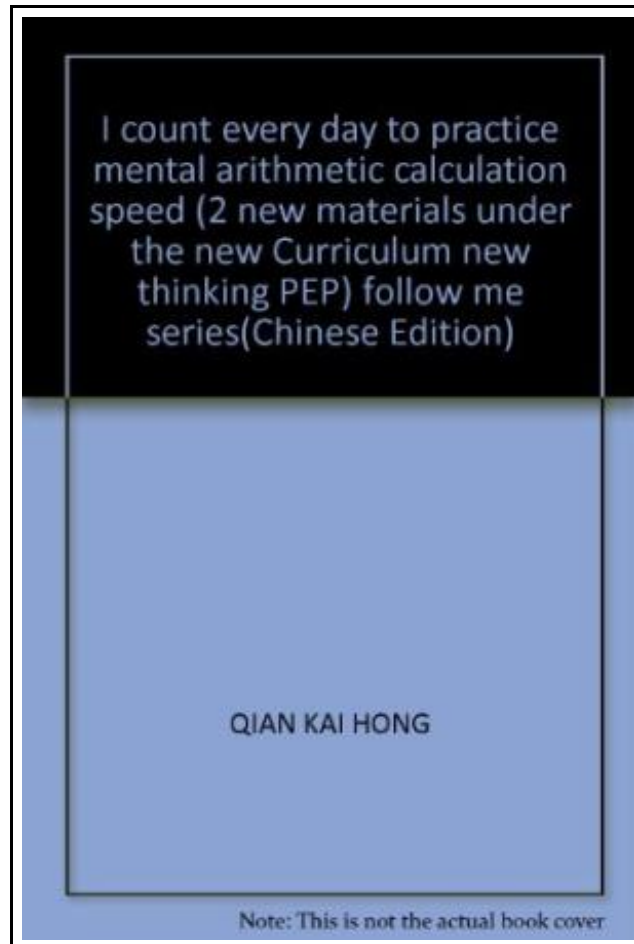 I count every day to practice
mental arithmetic calculation
speed (2 new materials under
the new Curriculum new
thinking PEP) follow me
series(Chinese Edition)
QIAN KAI HONG
Note: This is not the actual book cover